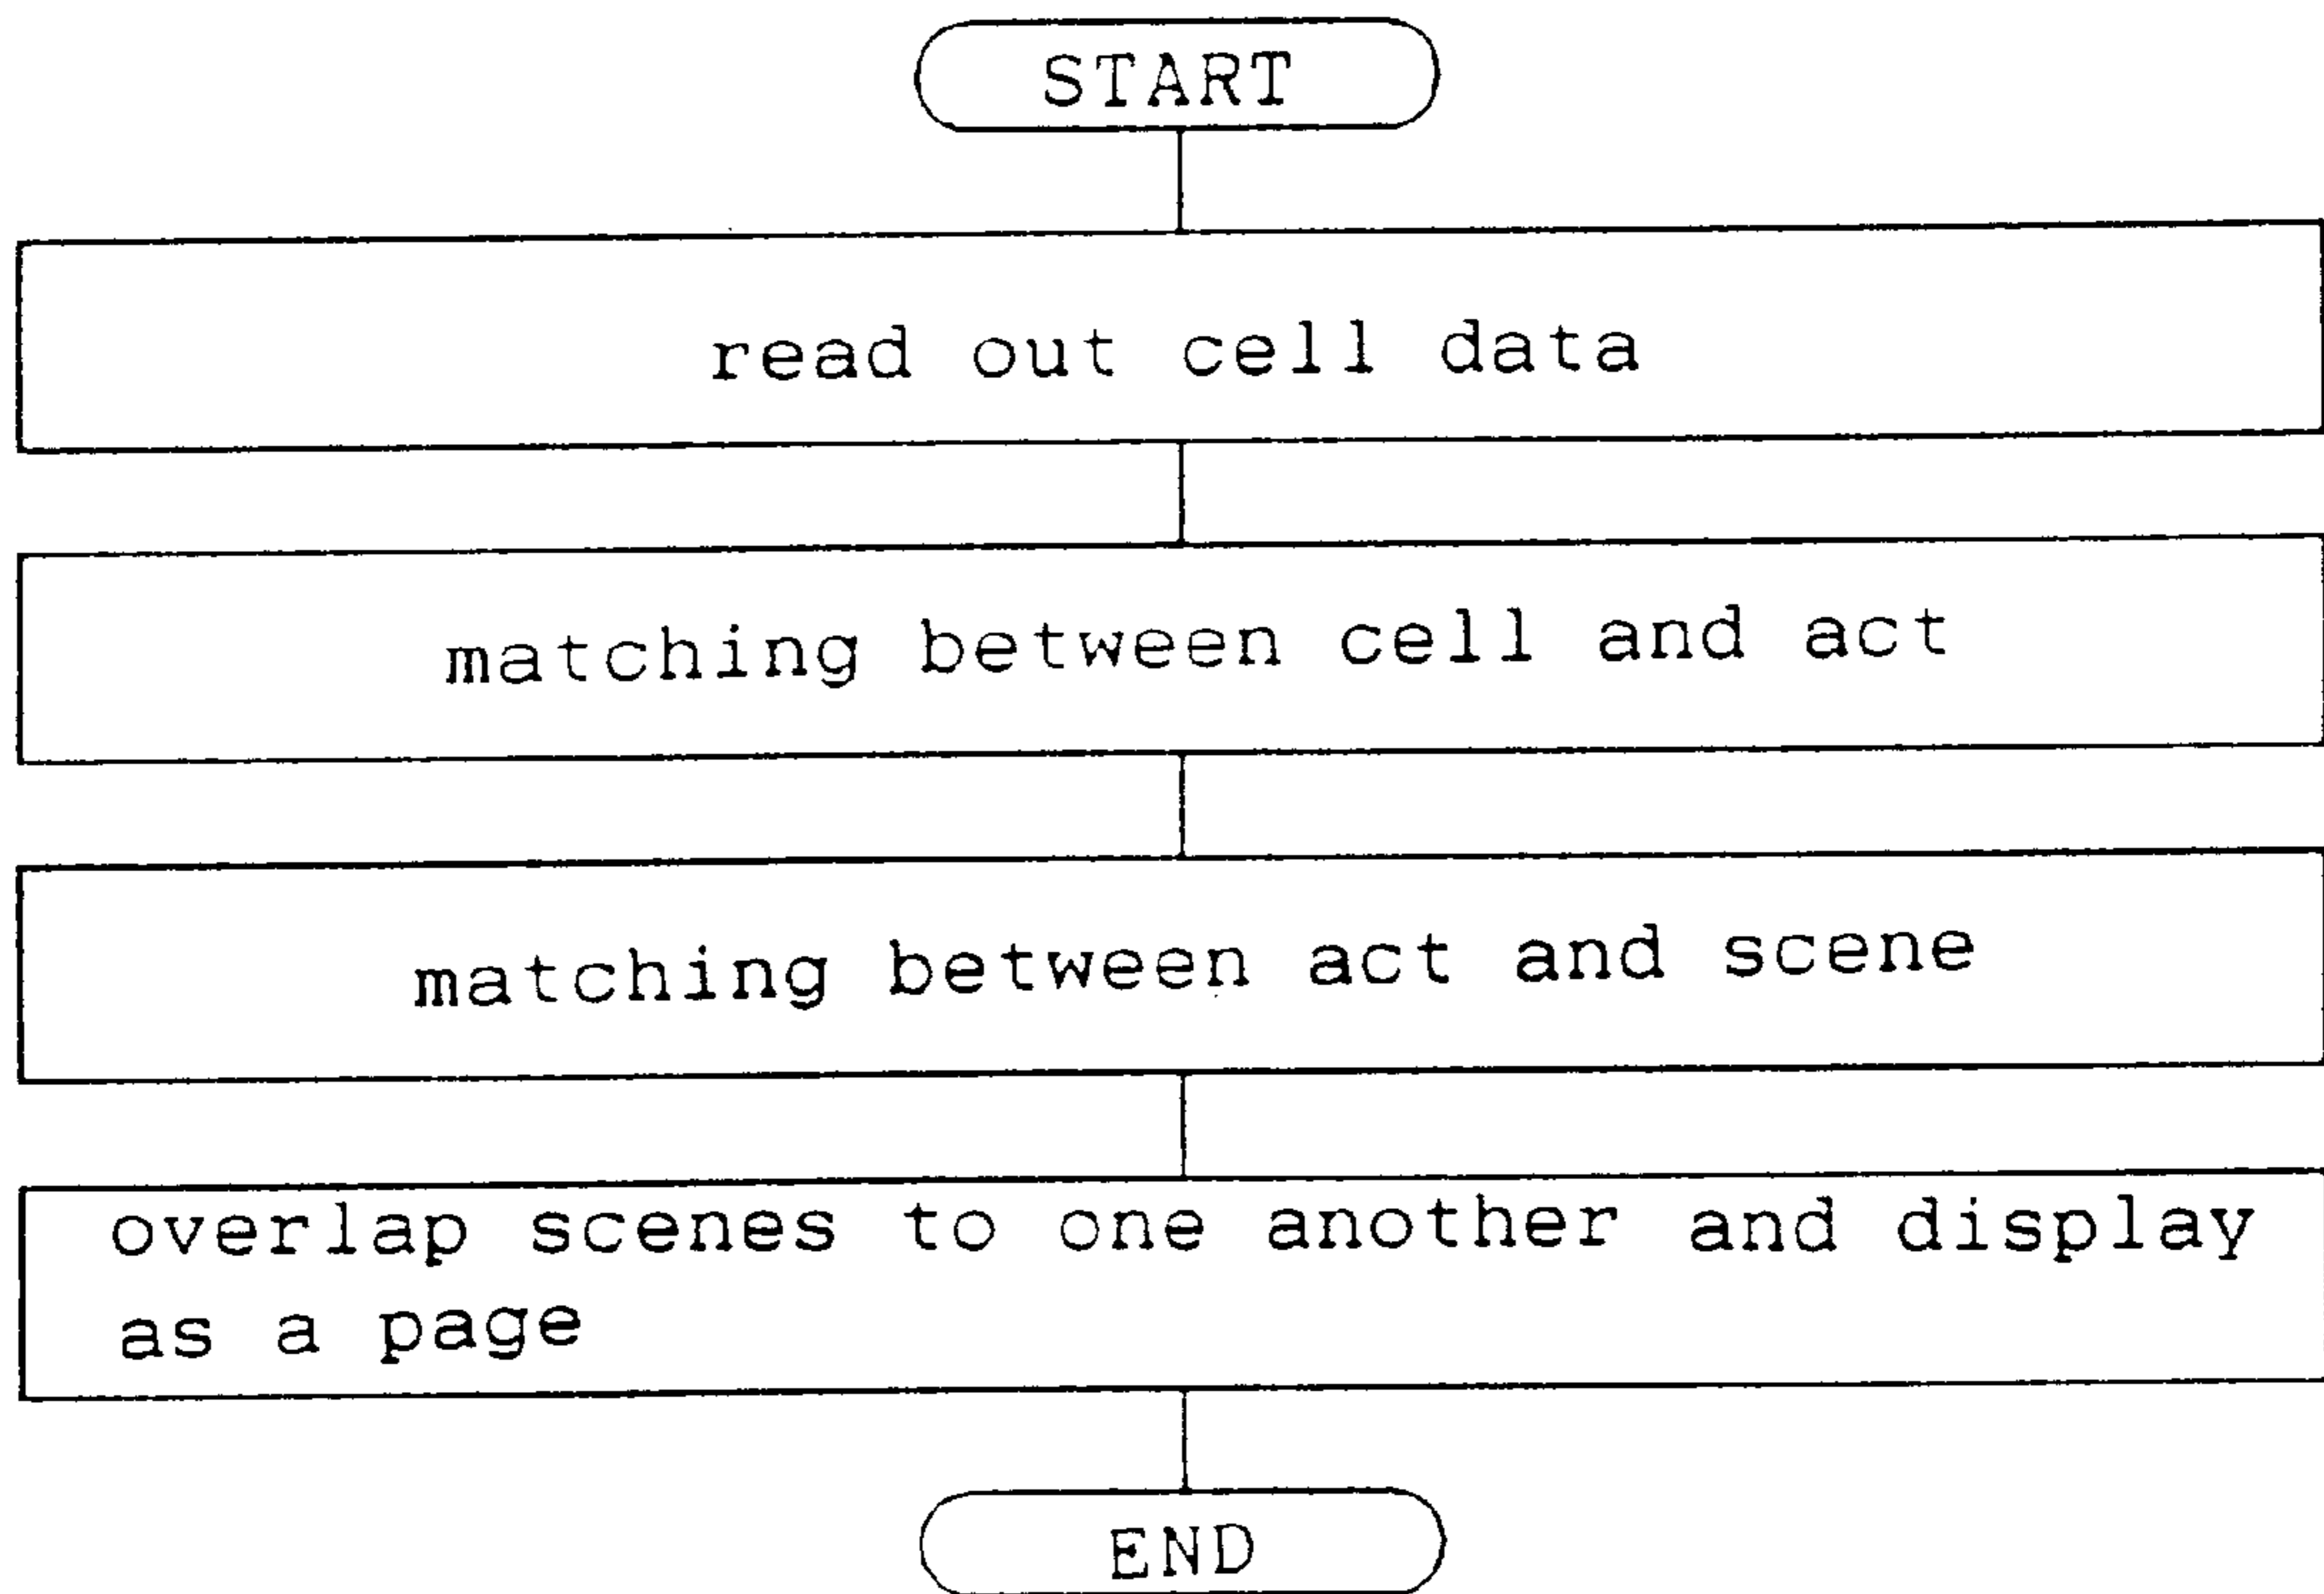 START
read out cell data
matching between cell and act
matching between act and scene
overlap scenes to one another and display
as a page
END